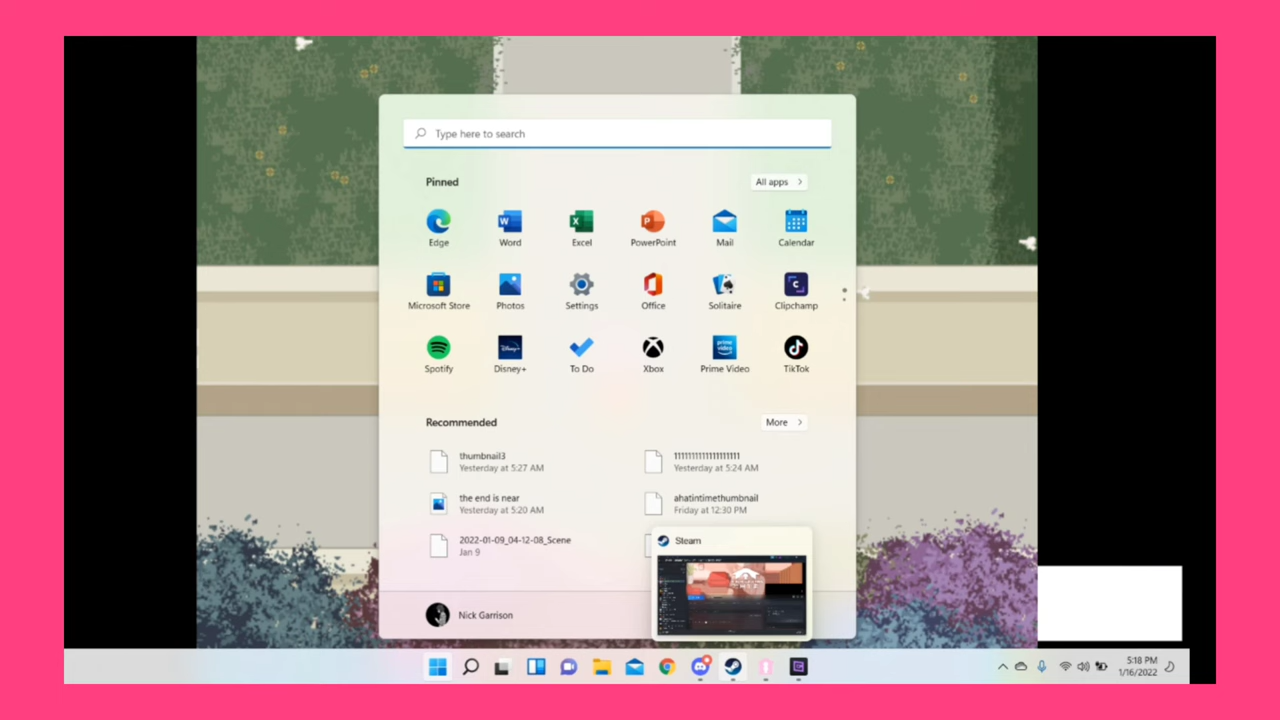 Type here to search
Pinned
All apps
Edge
Word
Excel
PowerPoint
Mail
Calendar
Microsoft Store
Photos
Settings
Office
Solitaire
Clipchamp
Spotify
Disney+
To Do
Xbox
Prime Video
TikTok
Recommended
More
thumbnail3
Yesterday at 5:27 AM
Yesterday at 5:24 AM
the end is near
Yesterday at 5:20 AM
ahatintimethumbnail
Friday at 12:30 PM
2022-01-09_04-12-08_Scene
Jan 9
Steam
Nick Garrison
5:18 PM
1/16/2022